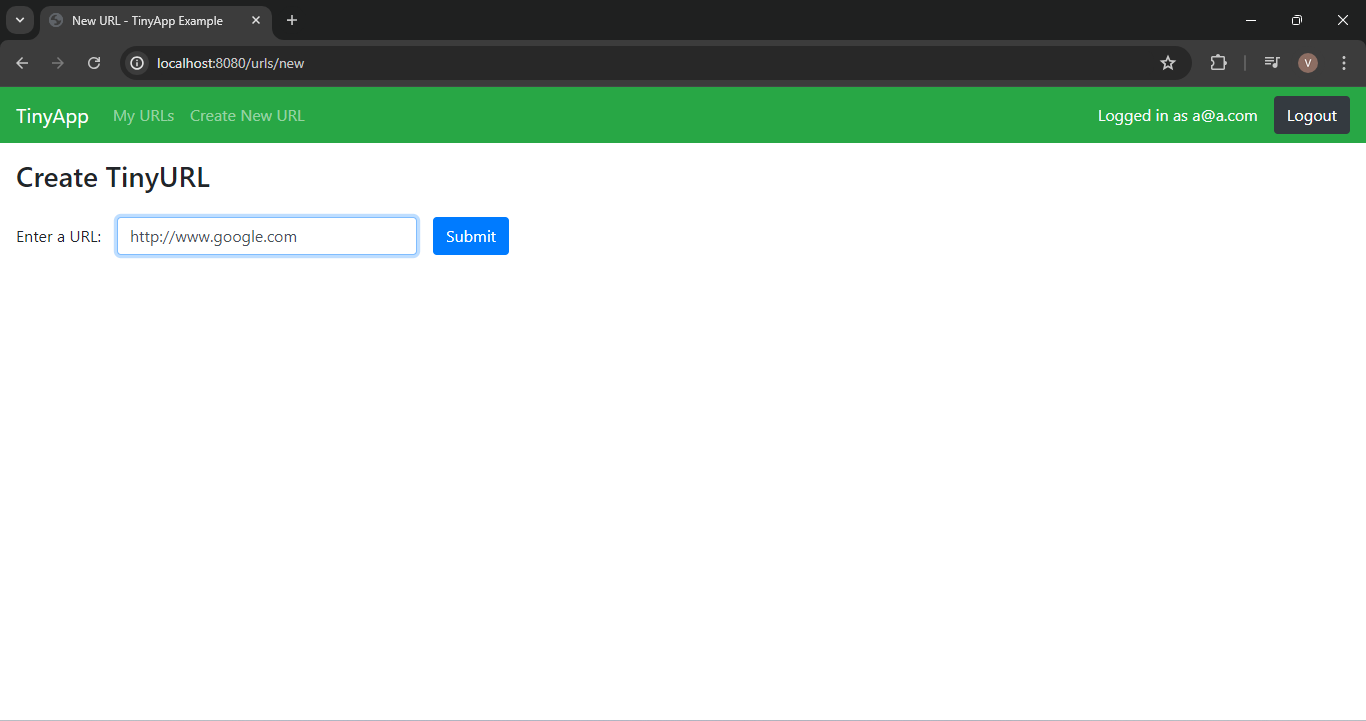 New URL - TinyApp Example
localhost:8080/urls/new
V
TinyApp My URLs Create New URL Logged in as a@a.com Logout
Create TinyURL
Enter a URL: http://www.google.com Submit